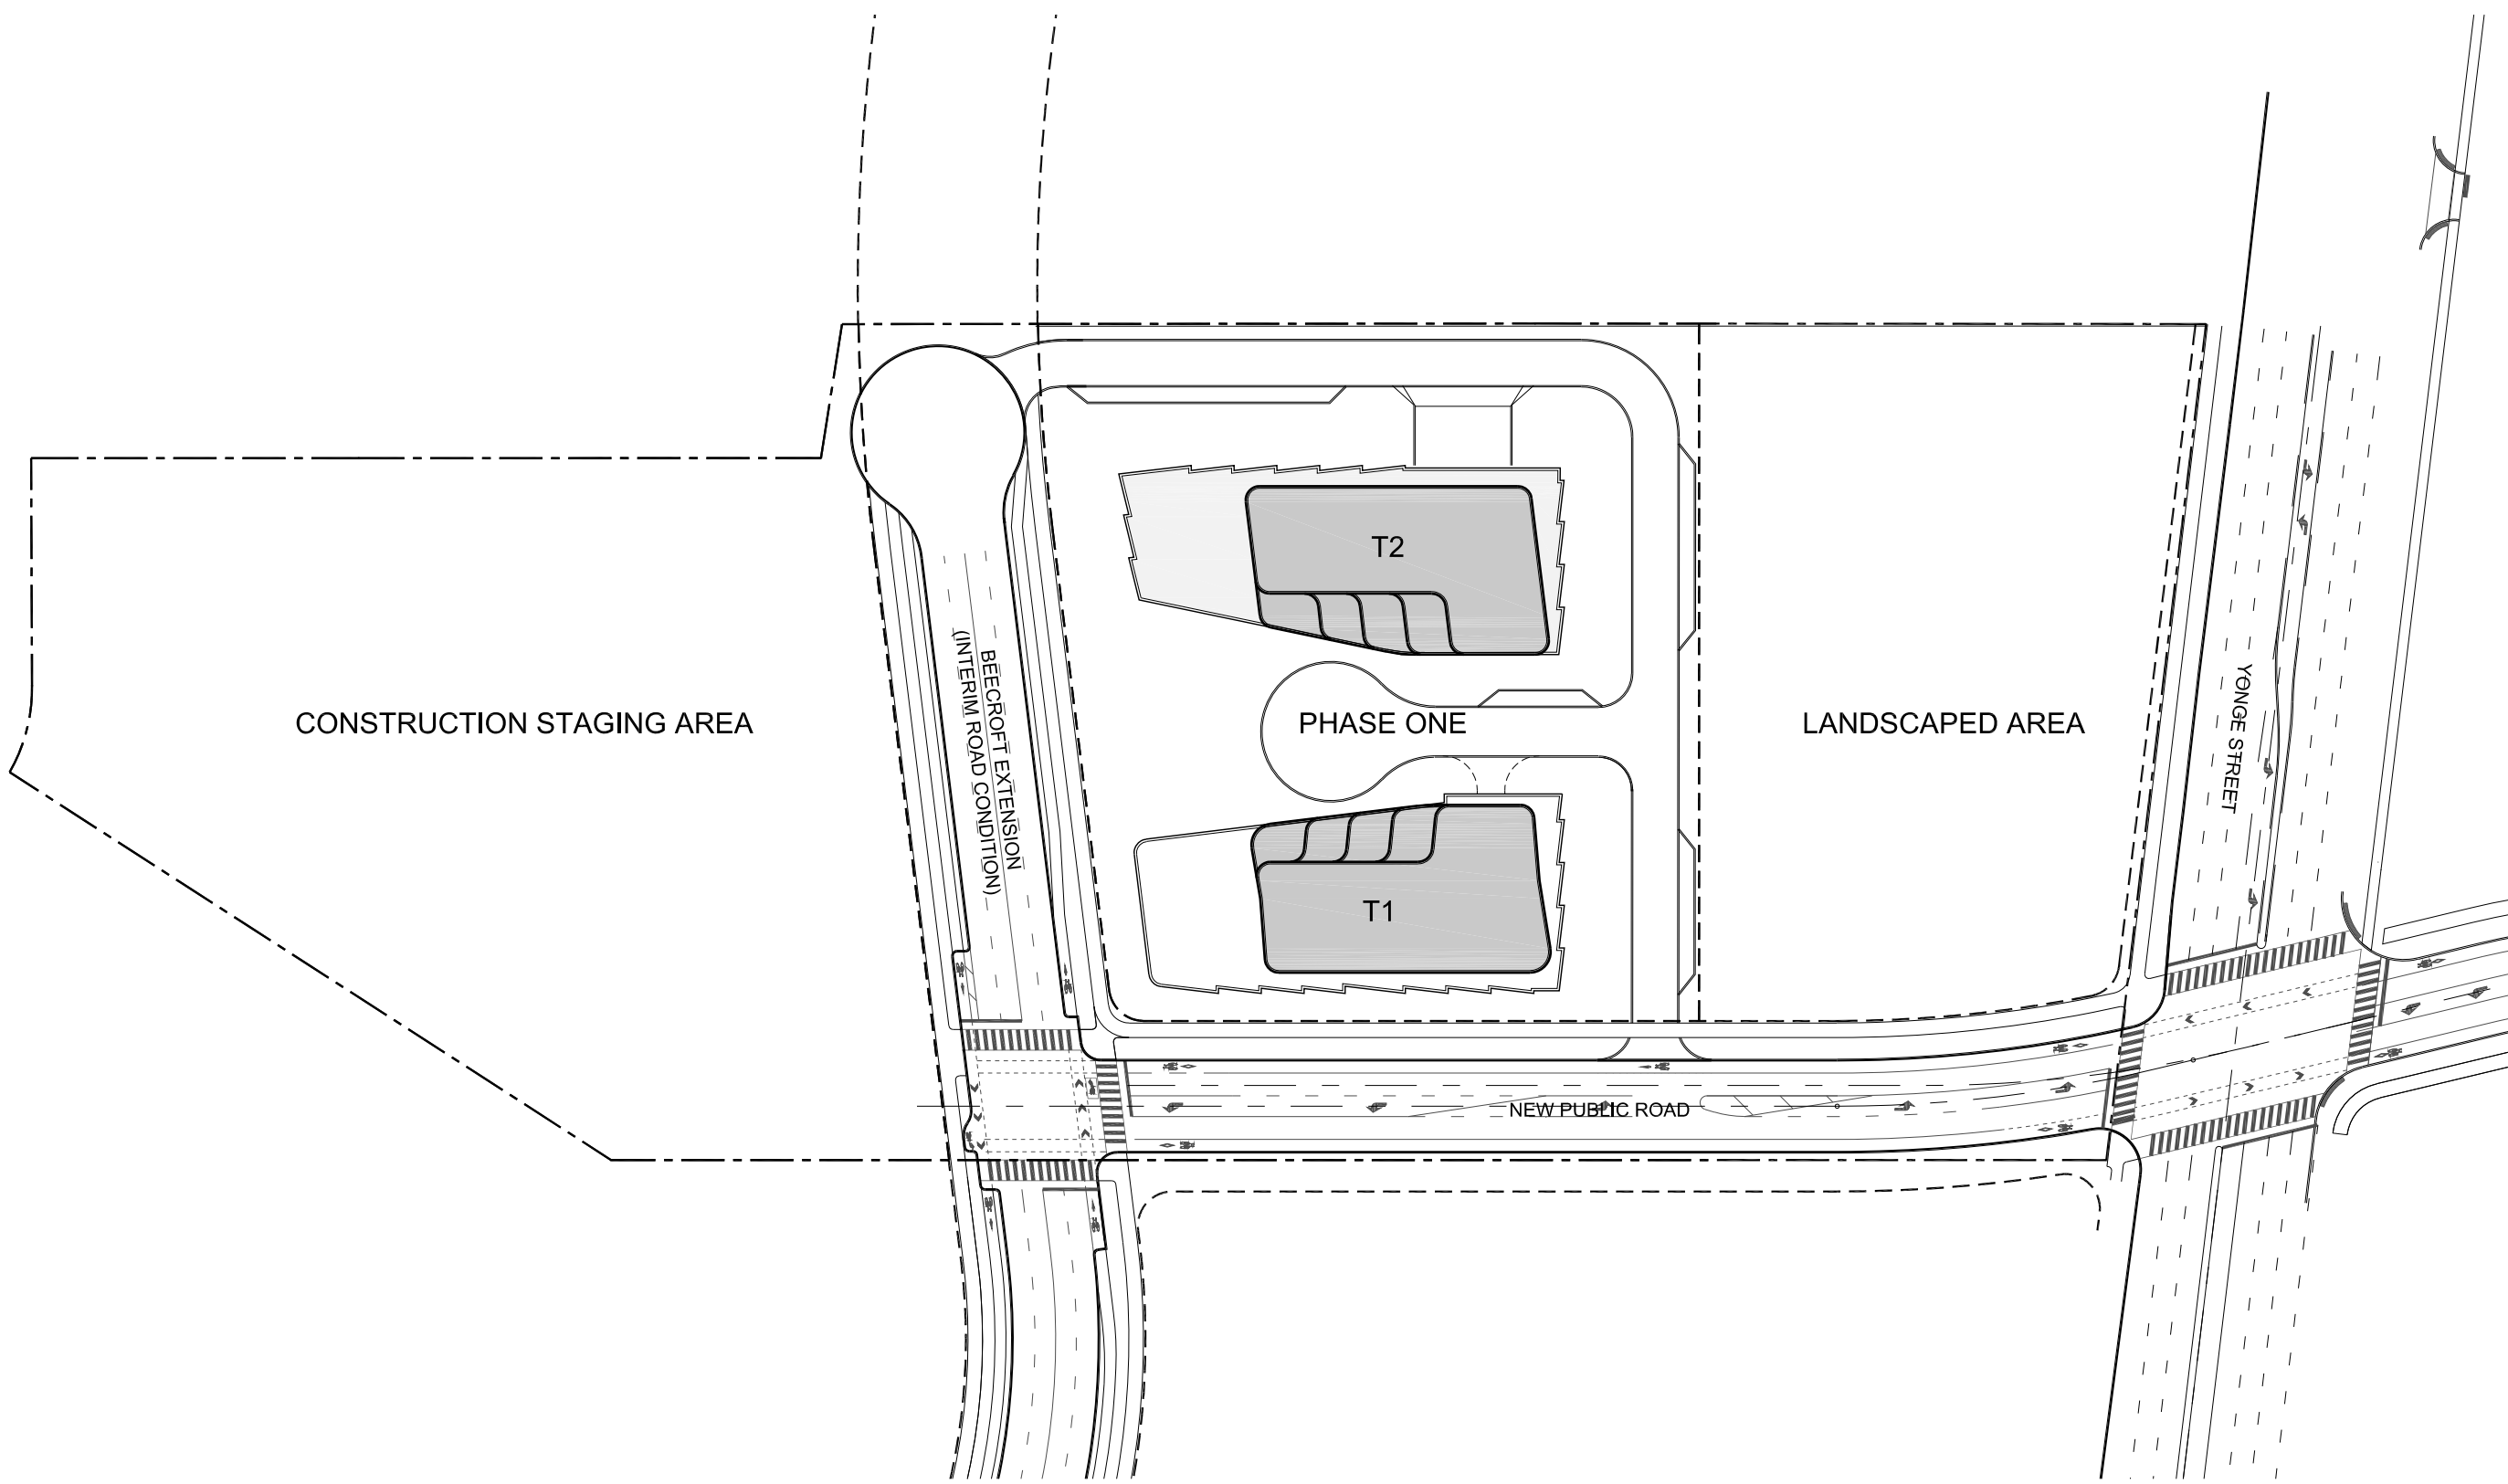 T2
BEECROFT EXTENSION
(INTERIM ROAD CONDITION)
CONSTRUCTION STAGING AREA
PHASE ONE
LANDSCAPED AREA
YONGE STREET
T1
NEW PUBLIC ROAD